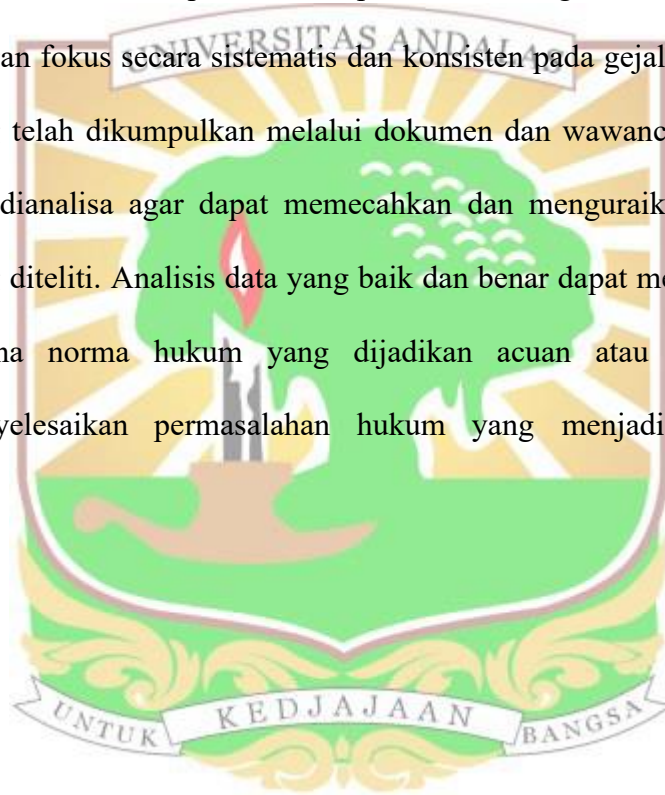 UNIVERSITAS ANDALAS
an fokus secara sistematis dan konsisten pada gejal
telah dikumpulkan melalui dokumen dan wawanc
dianalisa agar dapat memecahkan dan menguraik
diteliti. Analisis data yang baik dan benar dapat me
na norma hukum yang dijadikan acuan atau
yelesaikan permasalahan hukum yang menjadi
UNTUK KEDJAJAAN BANGSA